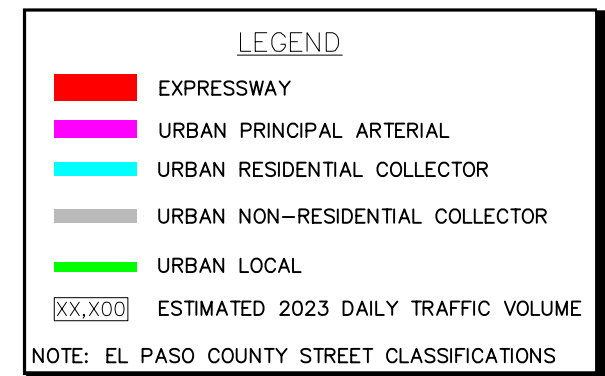 LEGEND
EXPRESSWAY
URBAN PRINCIPAL ARTERIAL
URBAN RESIDENTIAL COLLECTOR
URBAN NON-RESIDENTIAL COLLECTOR
URBAN LOCAL
XX,X00 ESTIMATED 2023 DAILY TRAFFIC VOLUME
NOTE: EL PASO COUNTY STREET CLASSIFICATIONS